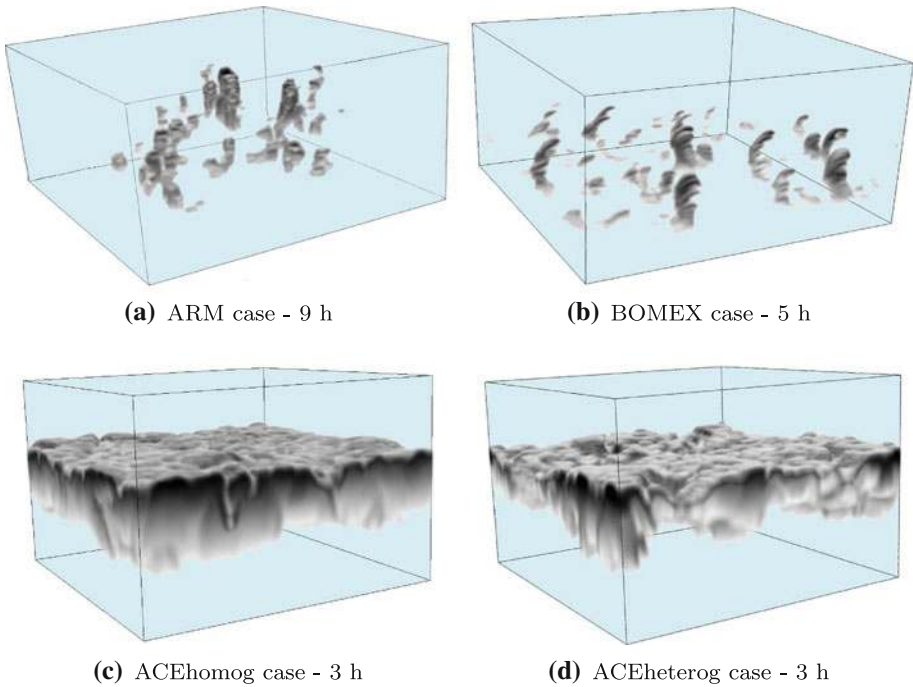 (a) ARM case - 9 h
(b) BOMEX case - 5 h
(c) ACEhomog case - 3 h
(d) ACEheterog case - 3 h